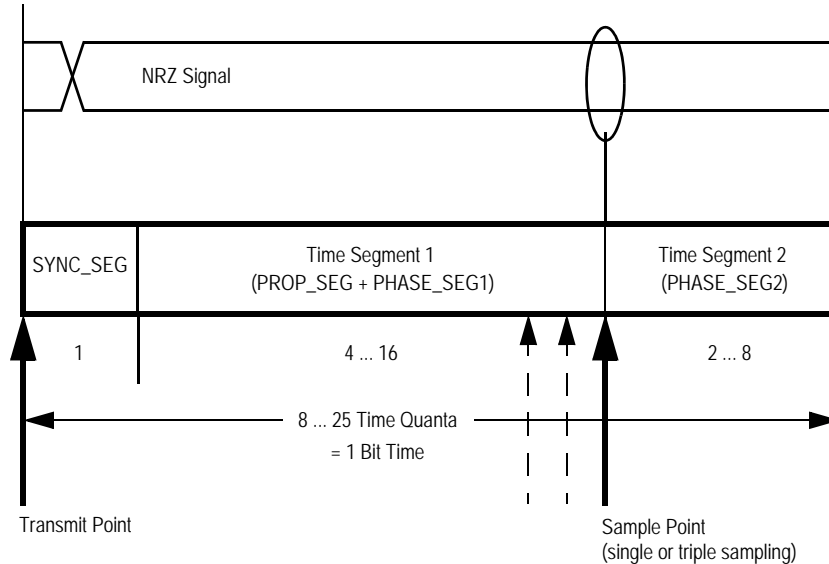 NRZ Signal
SYNC_SEG
Time Segment 1
(PROP_SEG + PHASE_SEG1)
Time Segment 2
(PHASE_SEG2)
1
4 ... 16
2 ... 8
8 ... 25 Time Quanta
= 1 Bit Time
Transmit Point
Sample Point
(single or triple sampling)